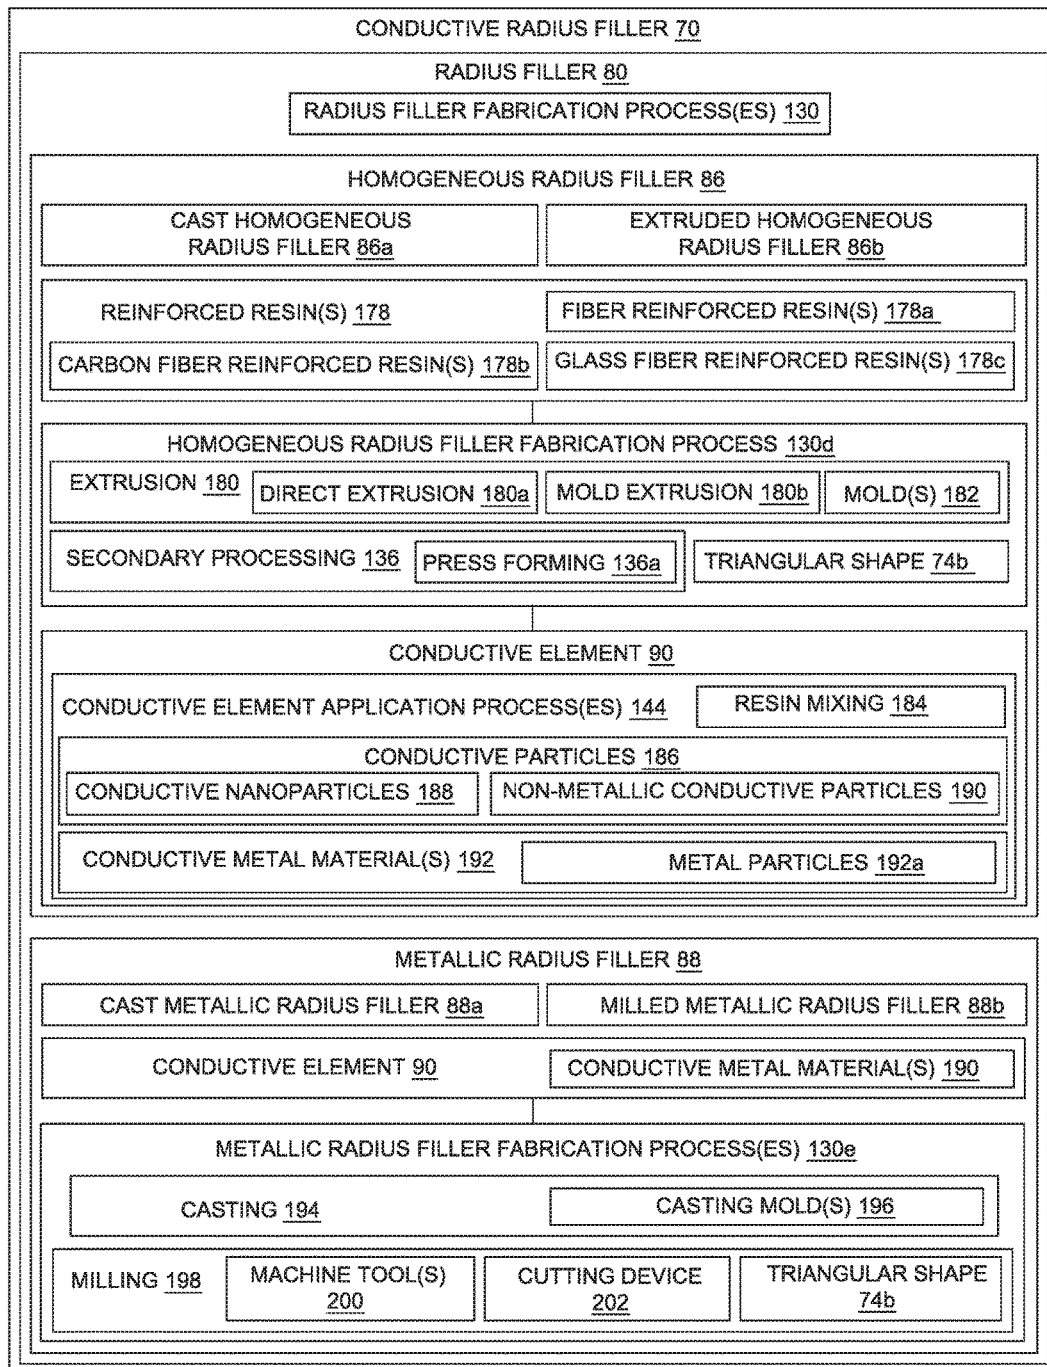 CONDUCTIVE RADIUS FILLER 70
RADIUS FILLER 80
RADIUS FILLER FABRICATION PROCESS(ES) 130
HOMOGENEOUS RADIUS FILLER 86
CAST HOMOGENEOUS
RADIUS FILLER 86a
EXTRUDED HOMOGENEOUS
RADIUS FILLER 86b
REINFORCED RESIN(S) 178
FIBER REINFORCED RESIN(S) 178a
CARBON FIBER REINFORCED RESIN(S) 178b
GLASS FIBER REINFORCED RESIN(S) 178c
HOMOGENEOUS RADIUS FILLER FABRICATION PROCESS 130d
EXTRUSION 180
DIRECT EXTRUSION 180a
MOLD EXTRUSION 180b
MOLD(S) 182
SECONDARY PROCESSING 136
PRESS FORMING 136a
TRIANGULAR SHAPE 74b
CONDUCTIVE ELEMENT 90
CONDUCTIVE ELEMENT APPLICATION PROCESS(ES) 144
RESIN MIXING 184
CONDUCTIVE PARTICLES 186
CONDUCTIVE NANOPARTICLES 188
NON-METALLIC CONDUCTIVE PARTICLES 190
CONDUCTIVE METAL MATERIAL(S) 192
METAL PARTICLES 192a
METALLIC RADIUS FILLER 88
CAST METALLIC RADIUS FILLER 88a
MILLED METALLIC RADIUS FILLER 88b
CONDUCTIVE ELEMENT 90
CONDUCTIVE METAL MATERIAL(S) 190
METALLIC RADIUS FILLER FABRICATION PROCESS(ES) 130e
CASTING 194
CASTING MOLD(S) 196
MILLING 198
MACHINE TOOL(S)
200
CUTTING DEVICE
202
TRIANGULAR SHAPE
74b